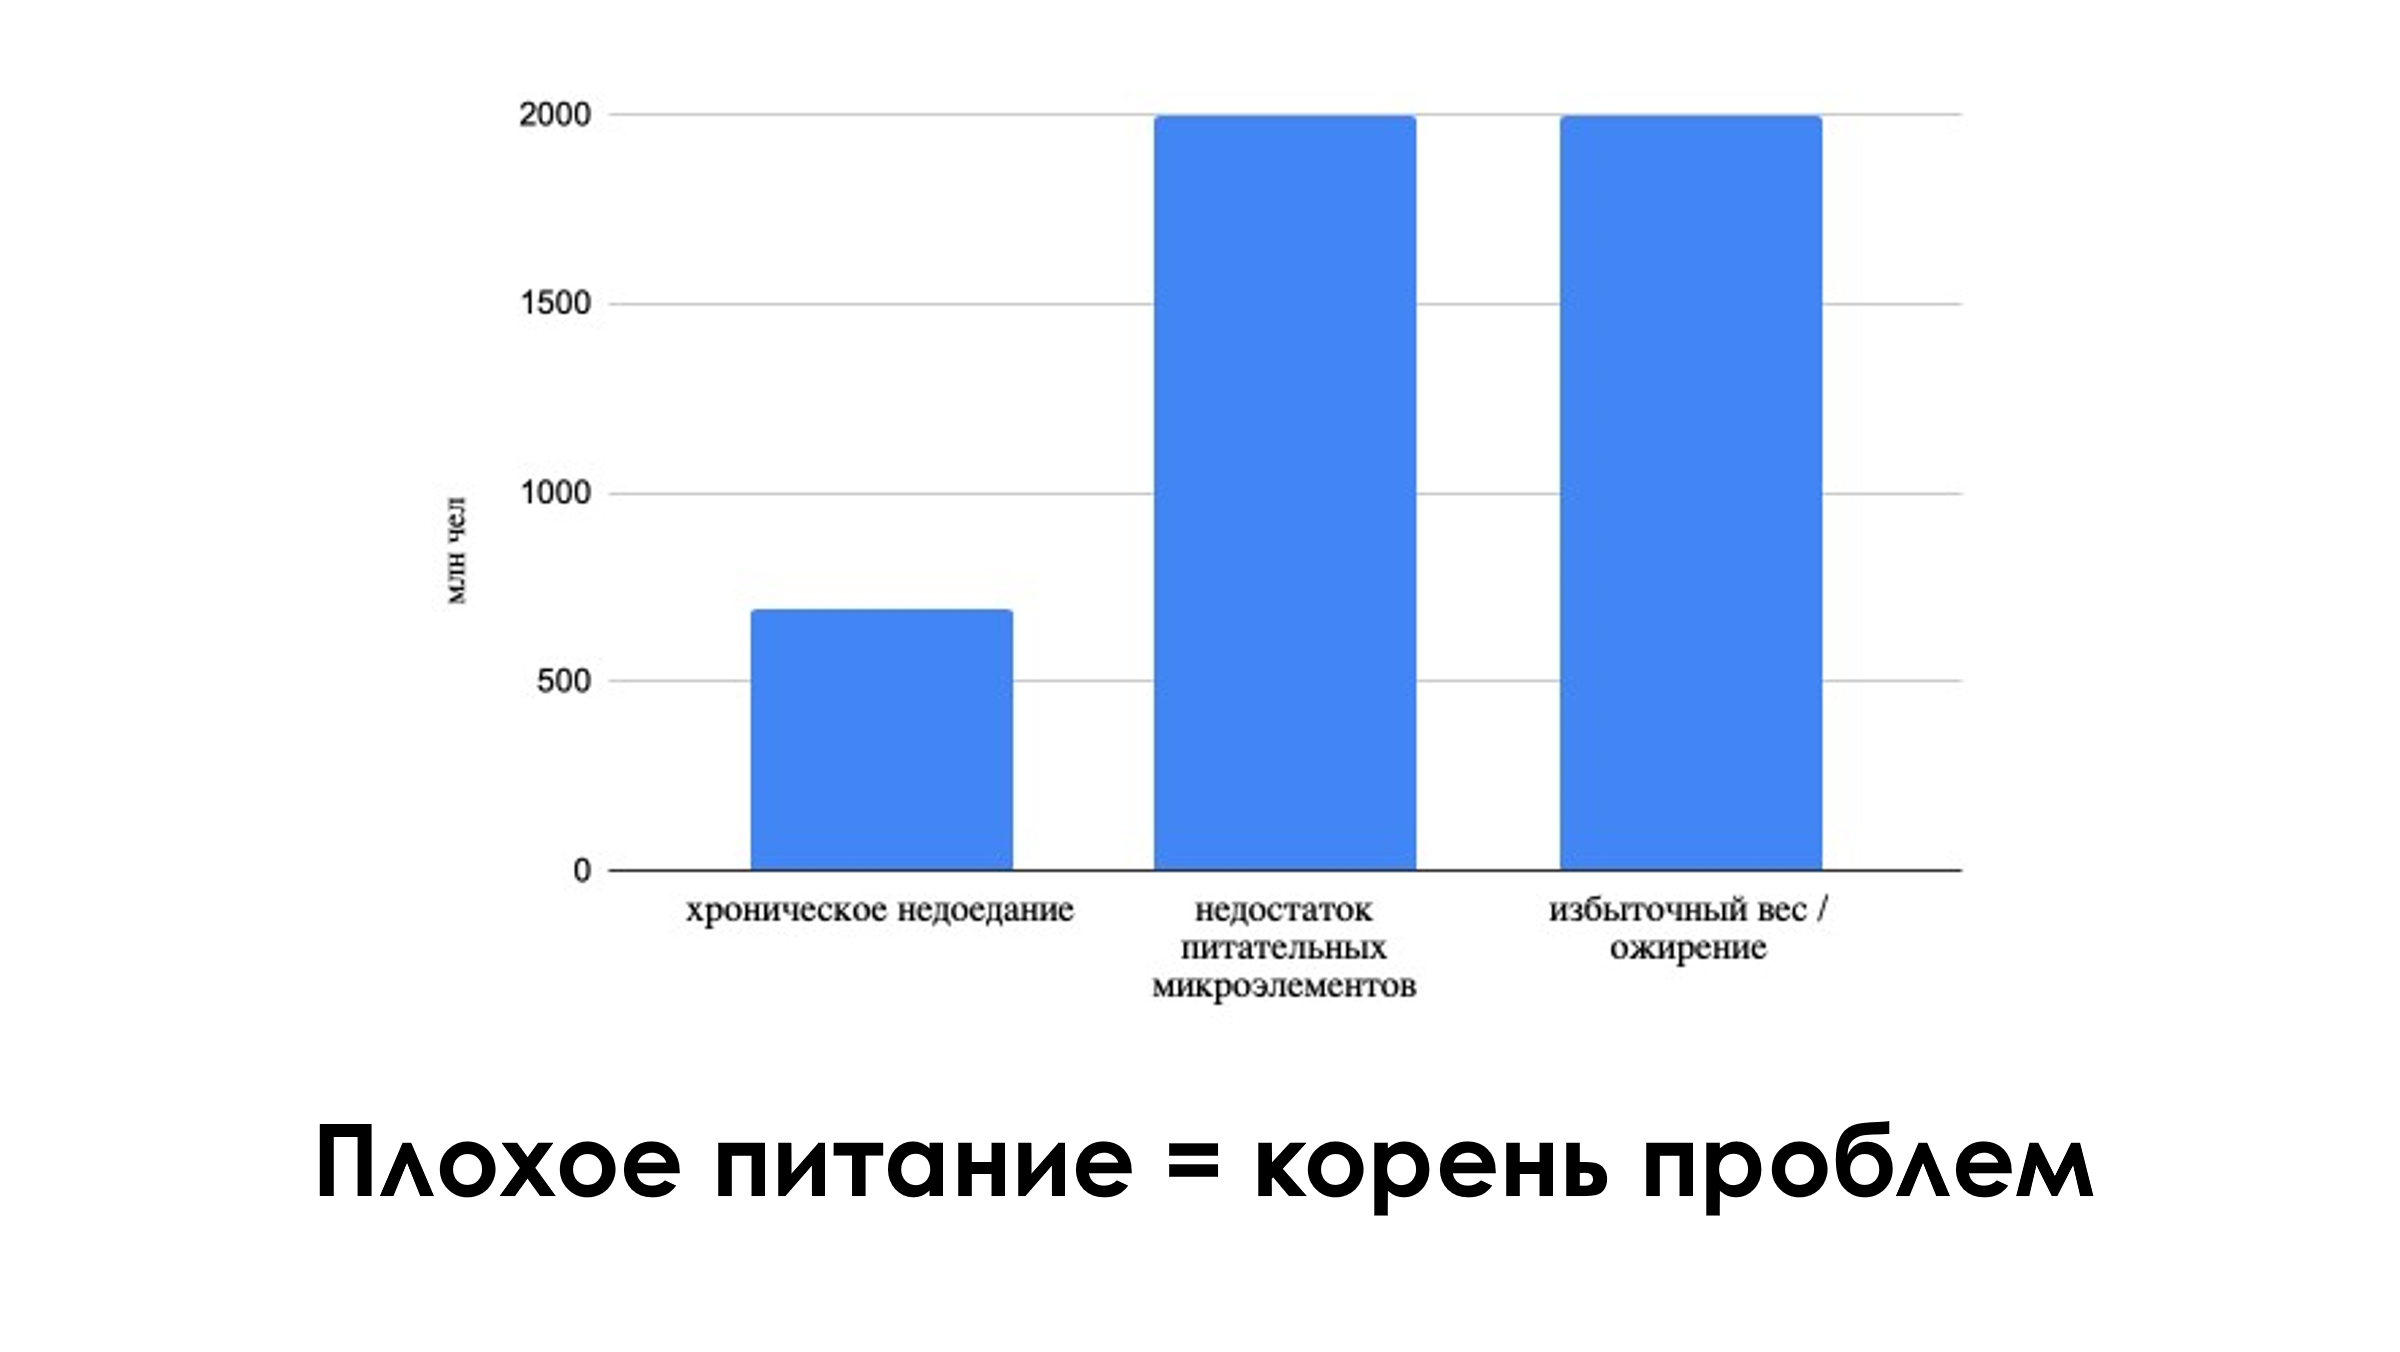 2000
1500
1000
500
0
млн чел
хроническое недоедание
недостаток
питательных
микроэлементов
избыточный вес /
ожирение
Плохое питание = корень проблем